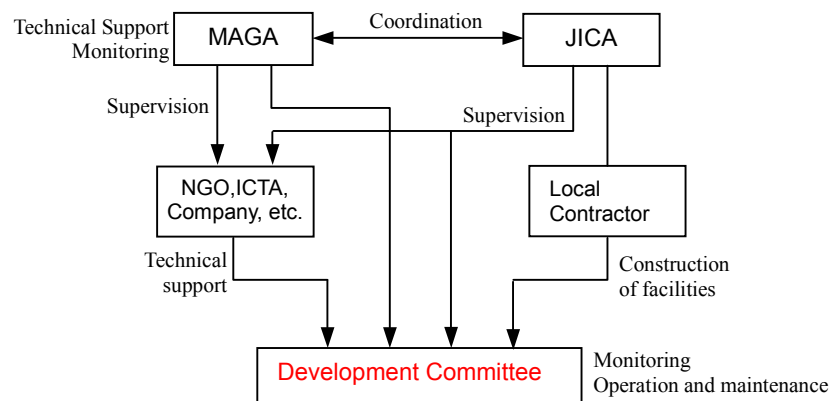 Technical Support
Monitoring
MAGA
Coordination
JICA
Supervision
Supervision
NGO,ICTA,
Company, etc.
Local
Contractor
Technical
support
Construction
of facilities
Development Committee
Monitoring
Operation and maintenance